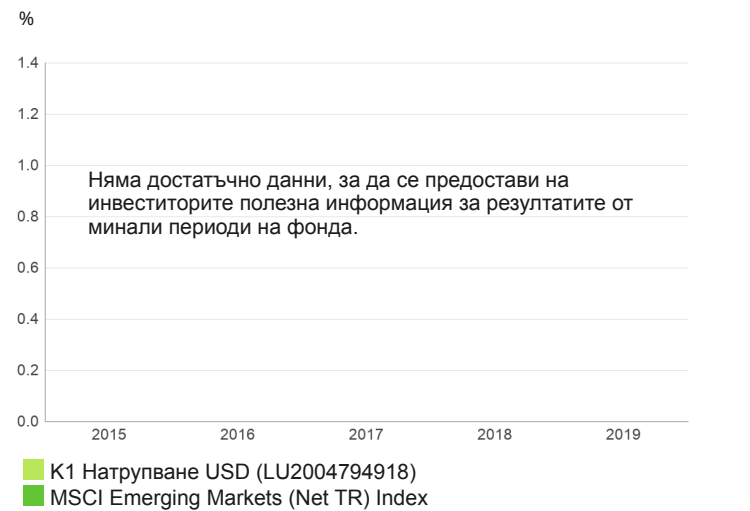 %
1.4
1.2
1.0
Няма достатъчно данни, за да се предостави на
инвеститорите полезна информация за резултатите от
0.8
минали периоди на фонда.
0.6
0.4
0.2
0.0
2015 2016 2017 2018 2019
K1 Натрупване USD (LU2004794918)
MSCI Emerging Markets (Net TR) Index